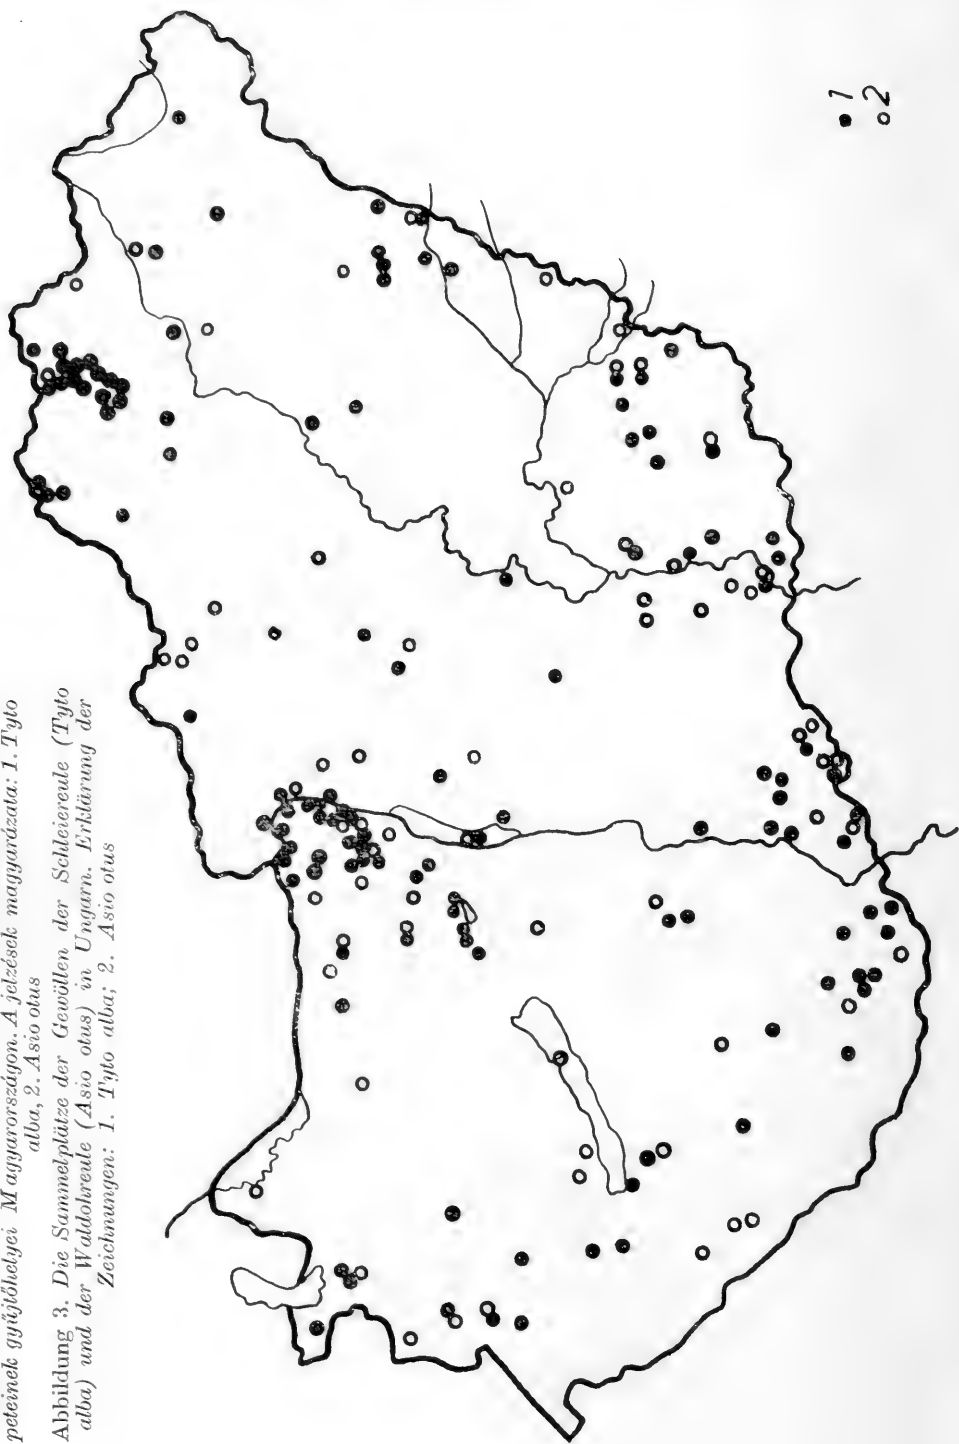 peteinek gyűjtőhelyei Magyarországon. A jelzések magyarázata: 1. Tyto
alba, 2. Asio otus
Abbildung 3. Die Sammelplätze der Gewöllen der Schleiereule (Tyto
alba) und der Waldohreule (Asio otus) in Ungarn. Erklärung der
Zeichnungen: 1. Tyto alba; 2. Asio otus
1
2